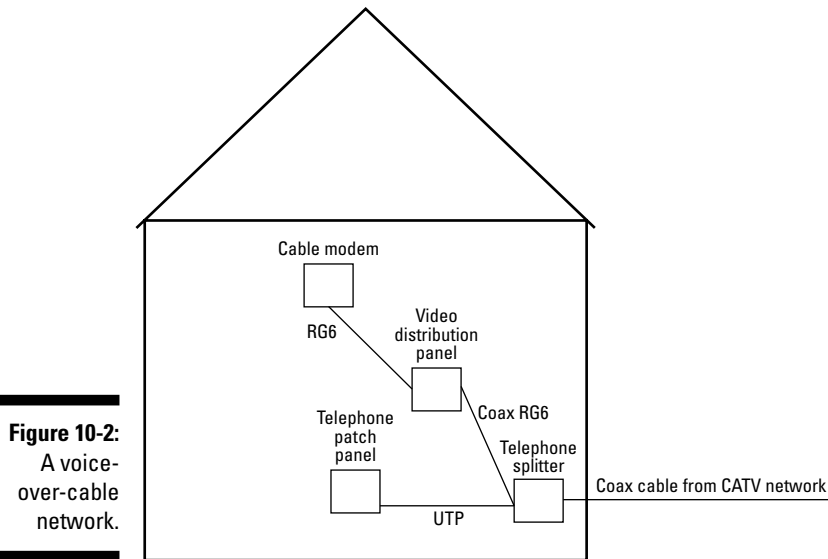 Cable modem
RG6
Video
distribution
panel
Coax RG6
Telephone
patch
panel
Telephone
splitter
UTP
Coax cable from CATV network
Figure 10-2:
A voice-
over-cable
network.